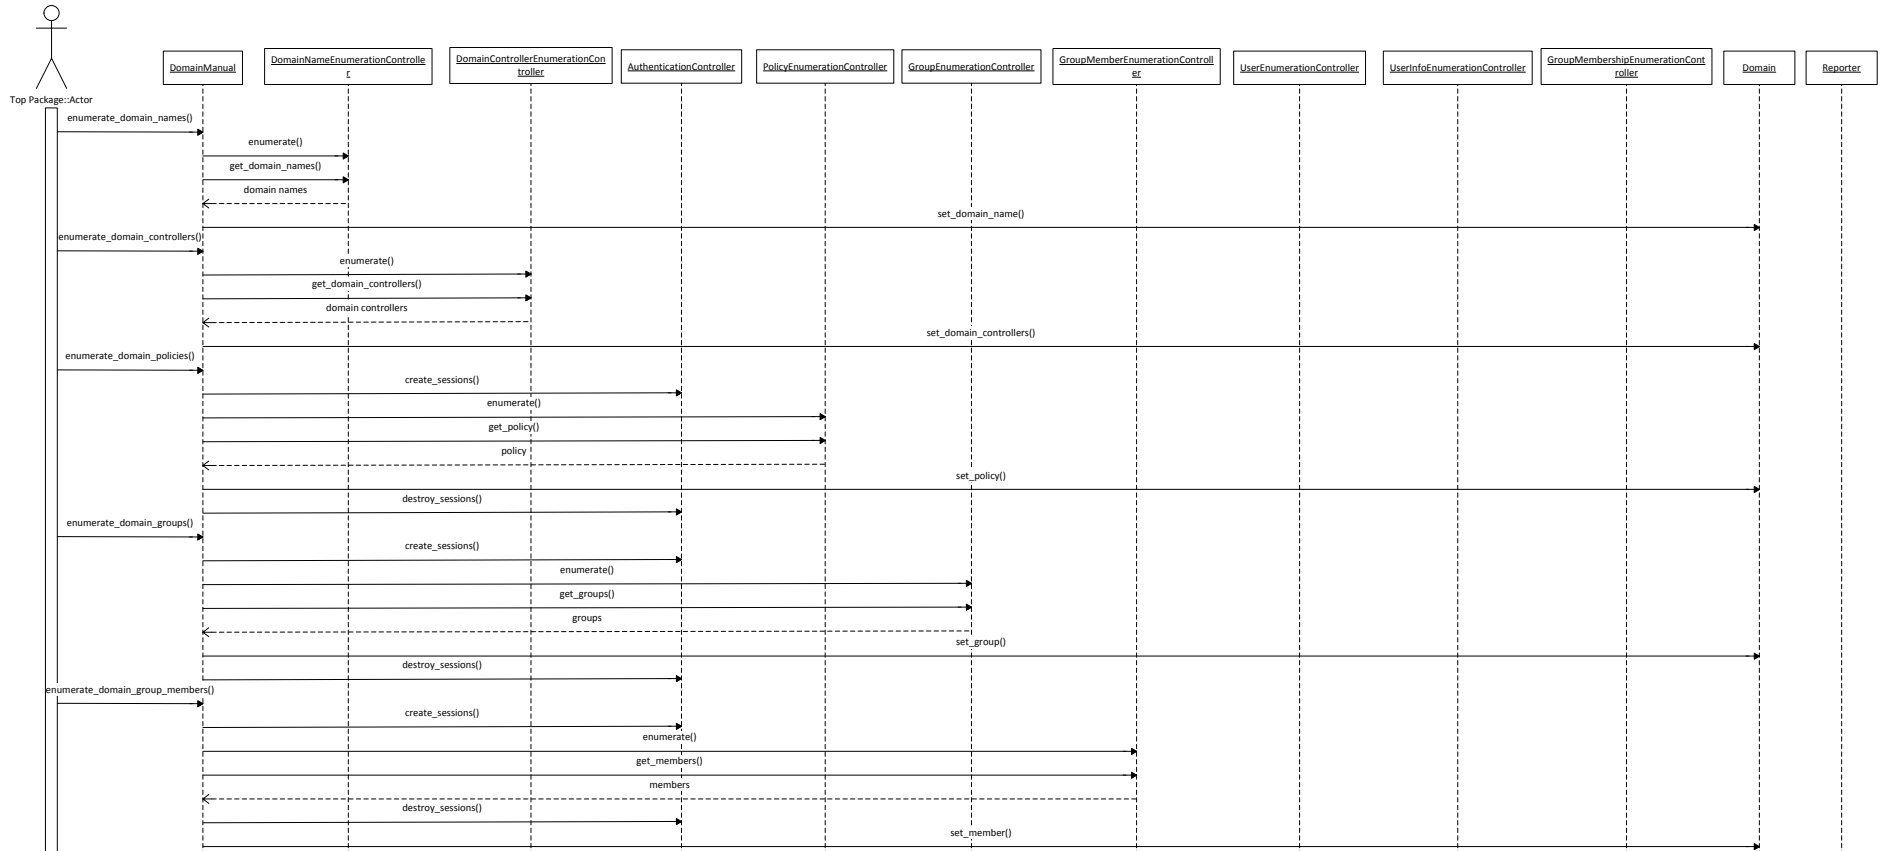 DomainManual
DomainNameEnumerationControlle
r
DomainControllerEnumerationCon
troller
AuthenticationController
PolicyEnumerationController
GroupEnumerationController
GroupMemberEnumerationControll
er
UserEnumerationController
UserInfoEnumerationController
GroupMembershipEnumerationCont
roller
Domain
Reporter
Top Package::Actor
enumerate_domain_names()
enumerate()
get_domain_names()
domain names
set_domain_name()
enumerate_domain_controllers()
enumerate()
get_domain_controllers()
domain controllers
set_domain_controllers()
enumerate_domain_policies()
create_sessions()
enumerate()
get_policy()
policy
set_policy()
destroy_sessions()
enumerate_domain_groups()
create_sessions()
enumerate()
get_groups()
groups
set_group()
destroy_sessions()
enumerate_domain_group_members()
create_sessions()
enumerate()
get_members()
members
destroy_sessions()
set_member()